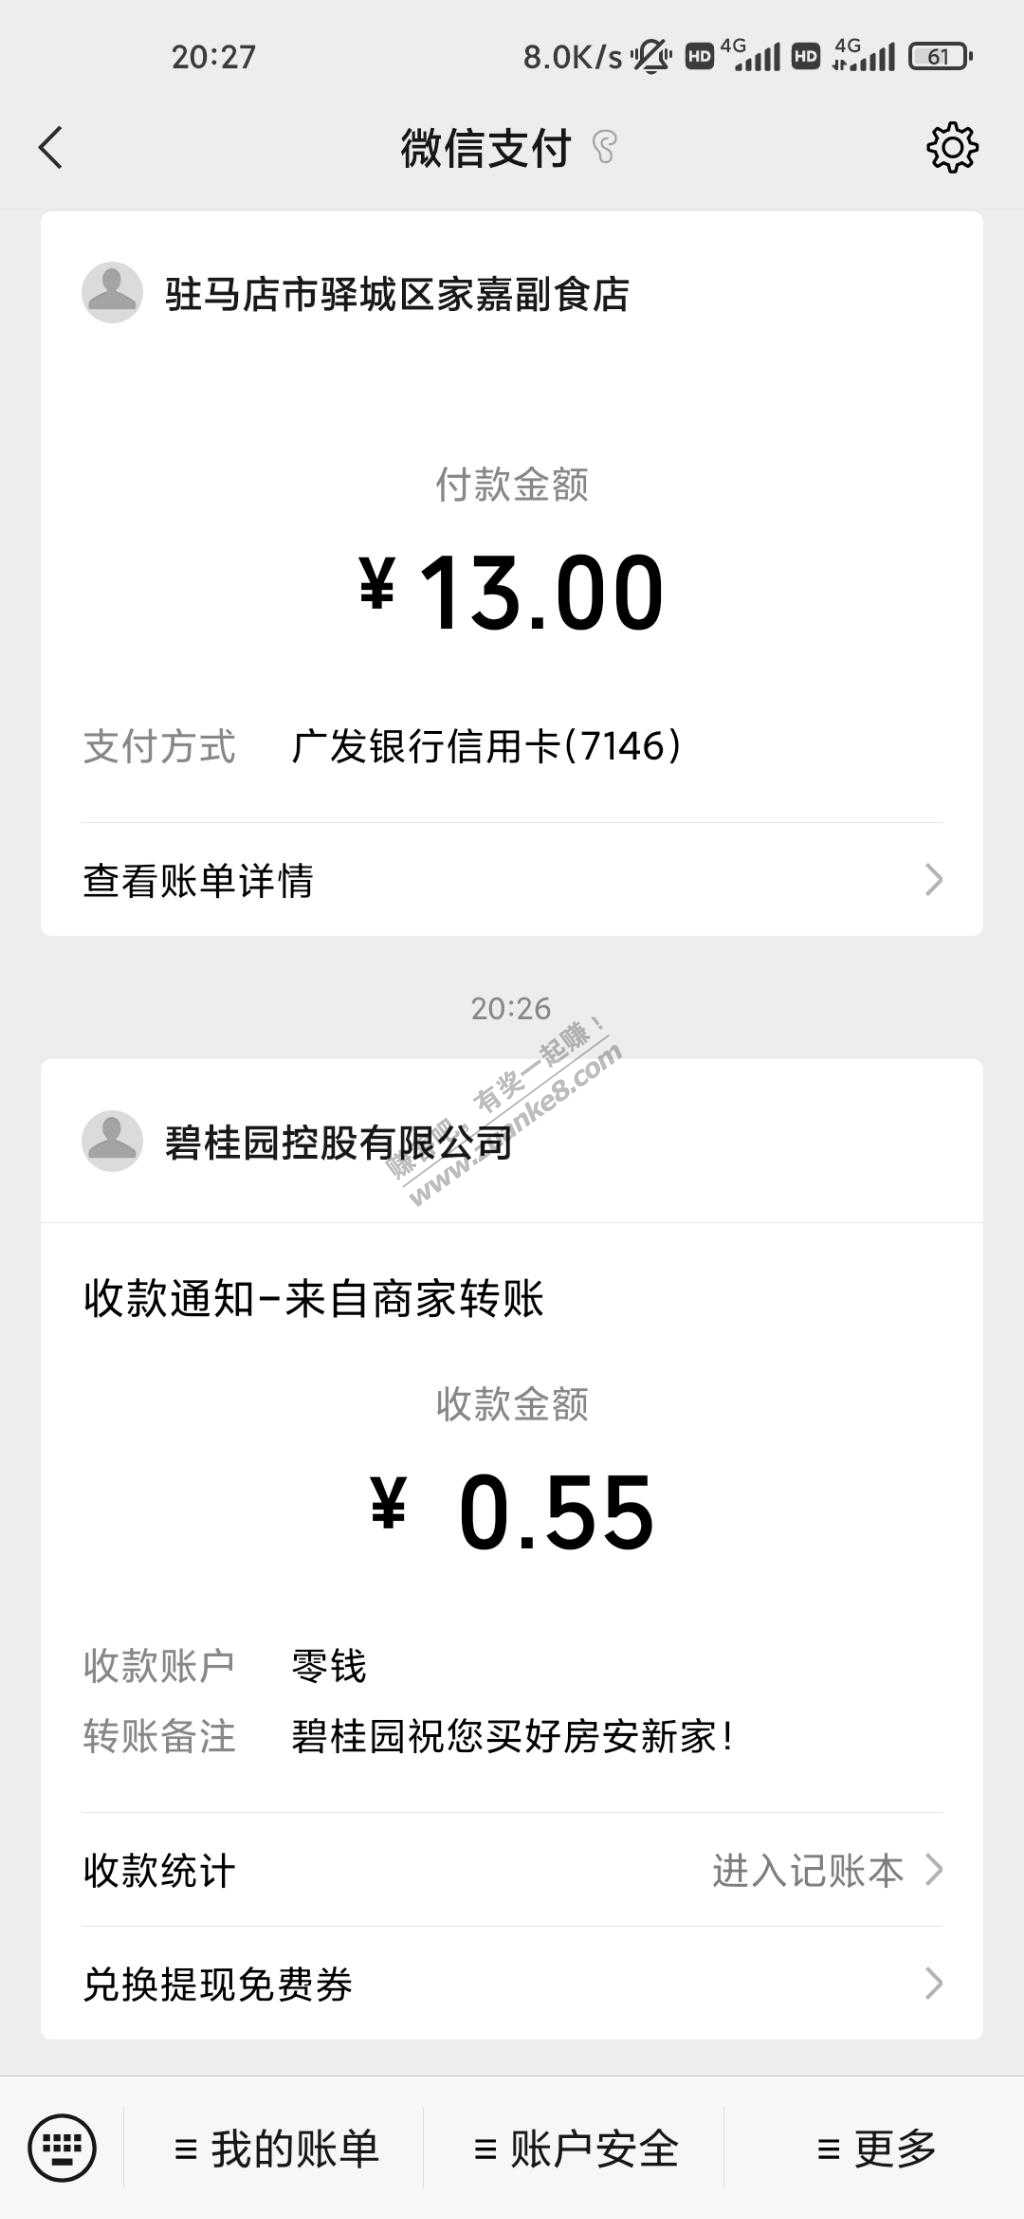 20:27
8.0K/s HD 4G HD 4G 61
微信支付
驻马店市驿城区家嘉副食店
付款金额
¥13.00
支付方式 广发银行信用卡(7146)
查看账单详情
20:26
碧桂园控股有限公司
赚客吧，有奖一起赚！
www.zuanke8.com
收款通知-来自商家转账
收款金额
¥ 0.55
收款账户 零钱
转账备注 碧桂园祝您买好房安新家!
收款统计 进入记账本
兑换提现免费券
我的账单 账户安全 更多